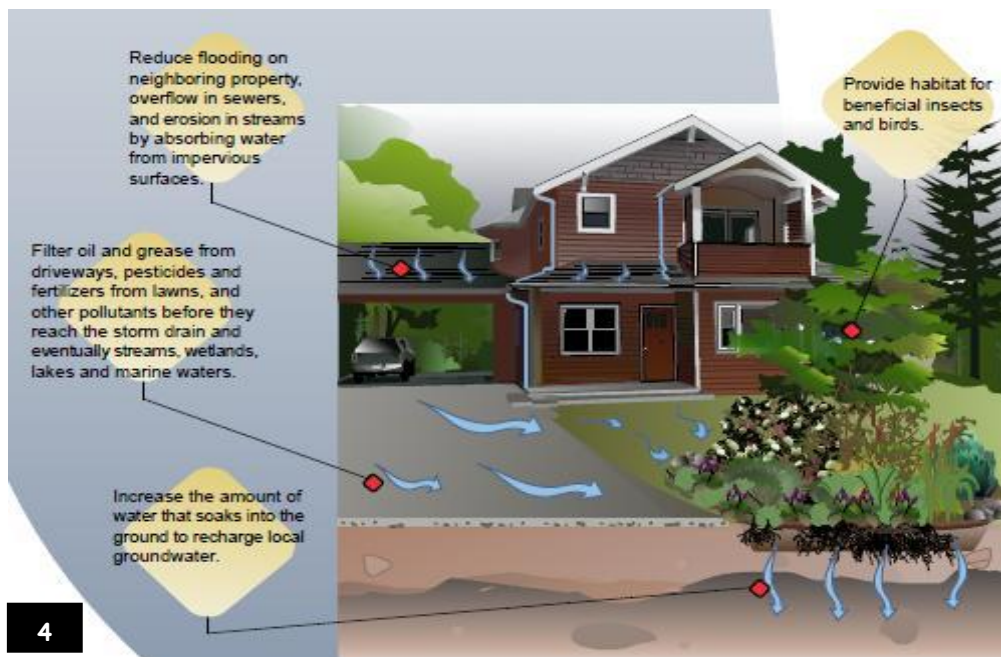 Reduce flooding on
neighboring property,
overflow in sewers,
and erosion in streams
by absorbing water
from impervious
surfaces.
Provide habitat for
beneficial insects
and birds.
Filter oil and grease from
driveways, pesticides and
fertilizers from lawns, and
other pollutants before they
reach the storm drain and
eventually streams, wetlands,
lakes and marine waters.
Increase the amount of
water that soaks into the
ground to recharge local
groundwater.
4